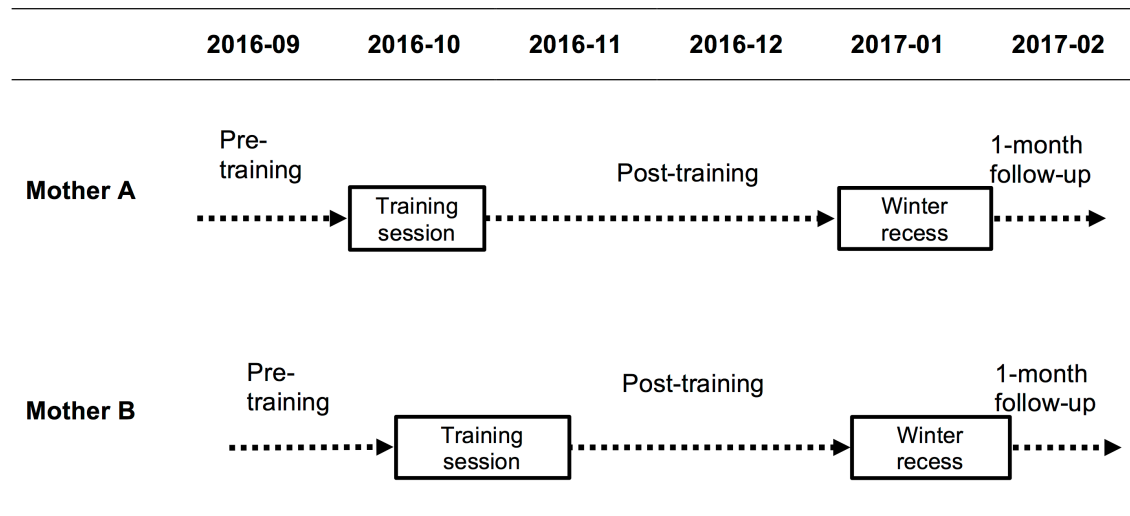 2016-09 2016-10 2016-11 2016-12 2017-01 2017-02
Mother A
Pre-
training
Training
session
Post-training
Winter
recess
1-month
follow-up
Mother B
Pre-
training
Training
session
Post-training
Winter
recess
1-month
follow-up